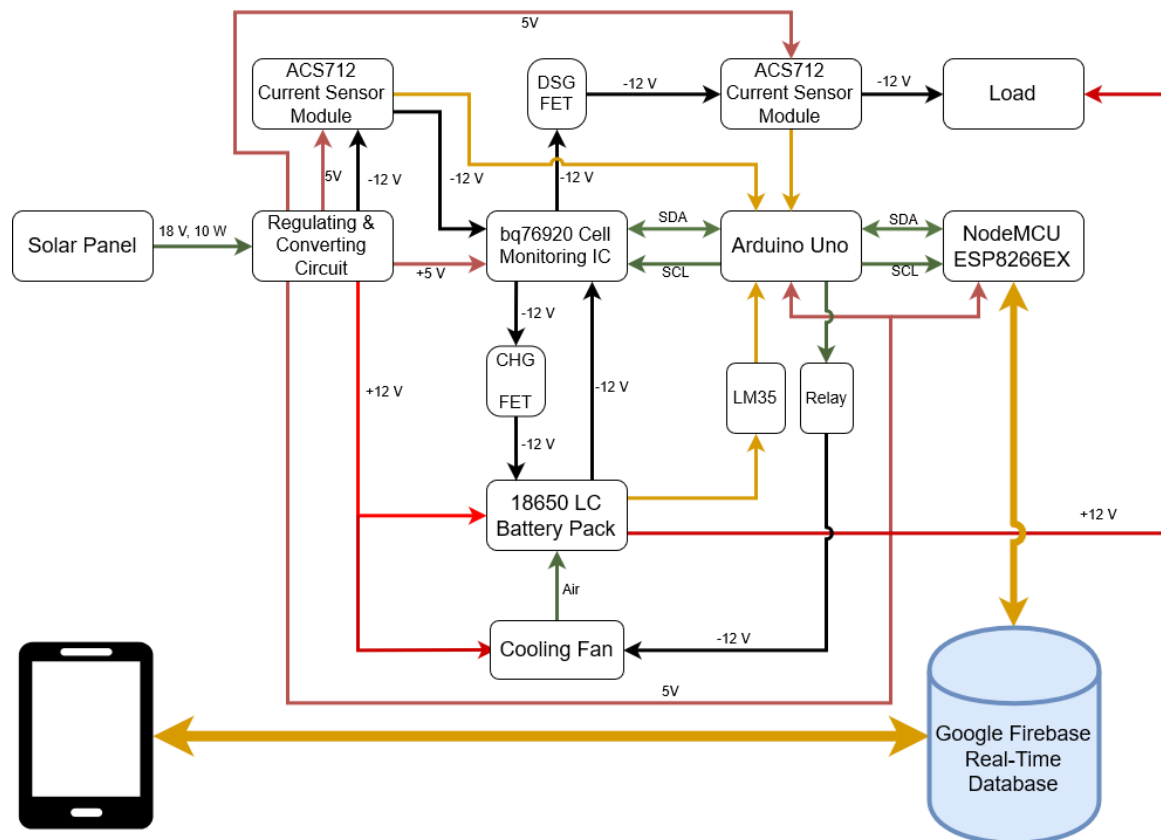 5V
ACS712
Current Sensor
Module
DSG
FET
-12 V
ACS712
Current Sensor
Module
-12 V
Load
5V
-12 V
-12 V
-12 V
Solar Panel
18 V, 10 W
Regulating &
Converting
Circuit
+5 V
bq76920 Cell
Monitoring IC
SDA
SCL
Arduino Uno
SDA
SCL
NodeMCU
ESP8266EX
-12 V
CHG
FET
-12 V
+12 V
-12 V
LM35
Relay
18650 LC
Battery Pack
+12 V
Air
Cooling Fan
-12 V
5V
Google Firebase
Real-Time
Database